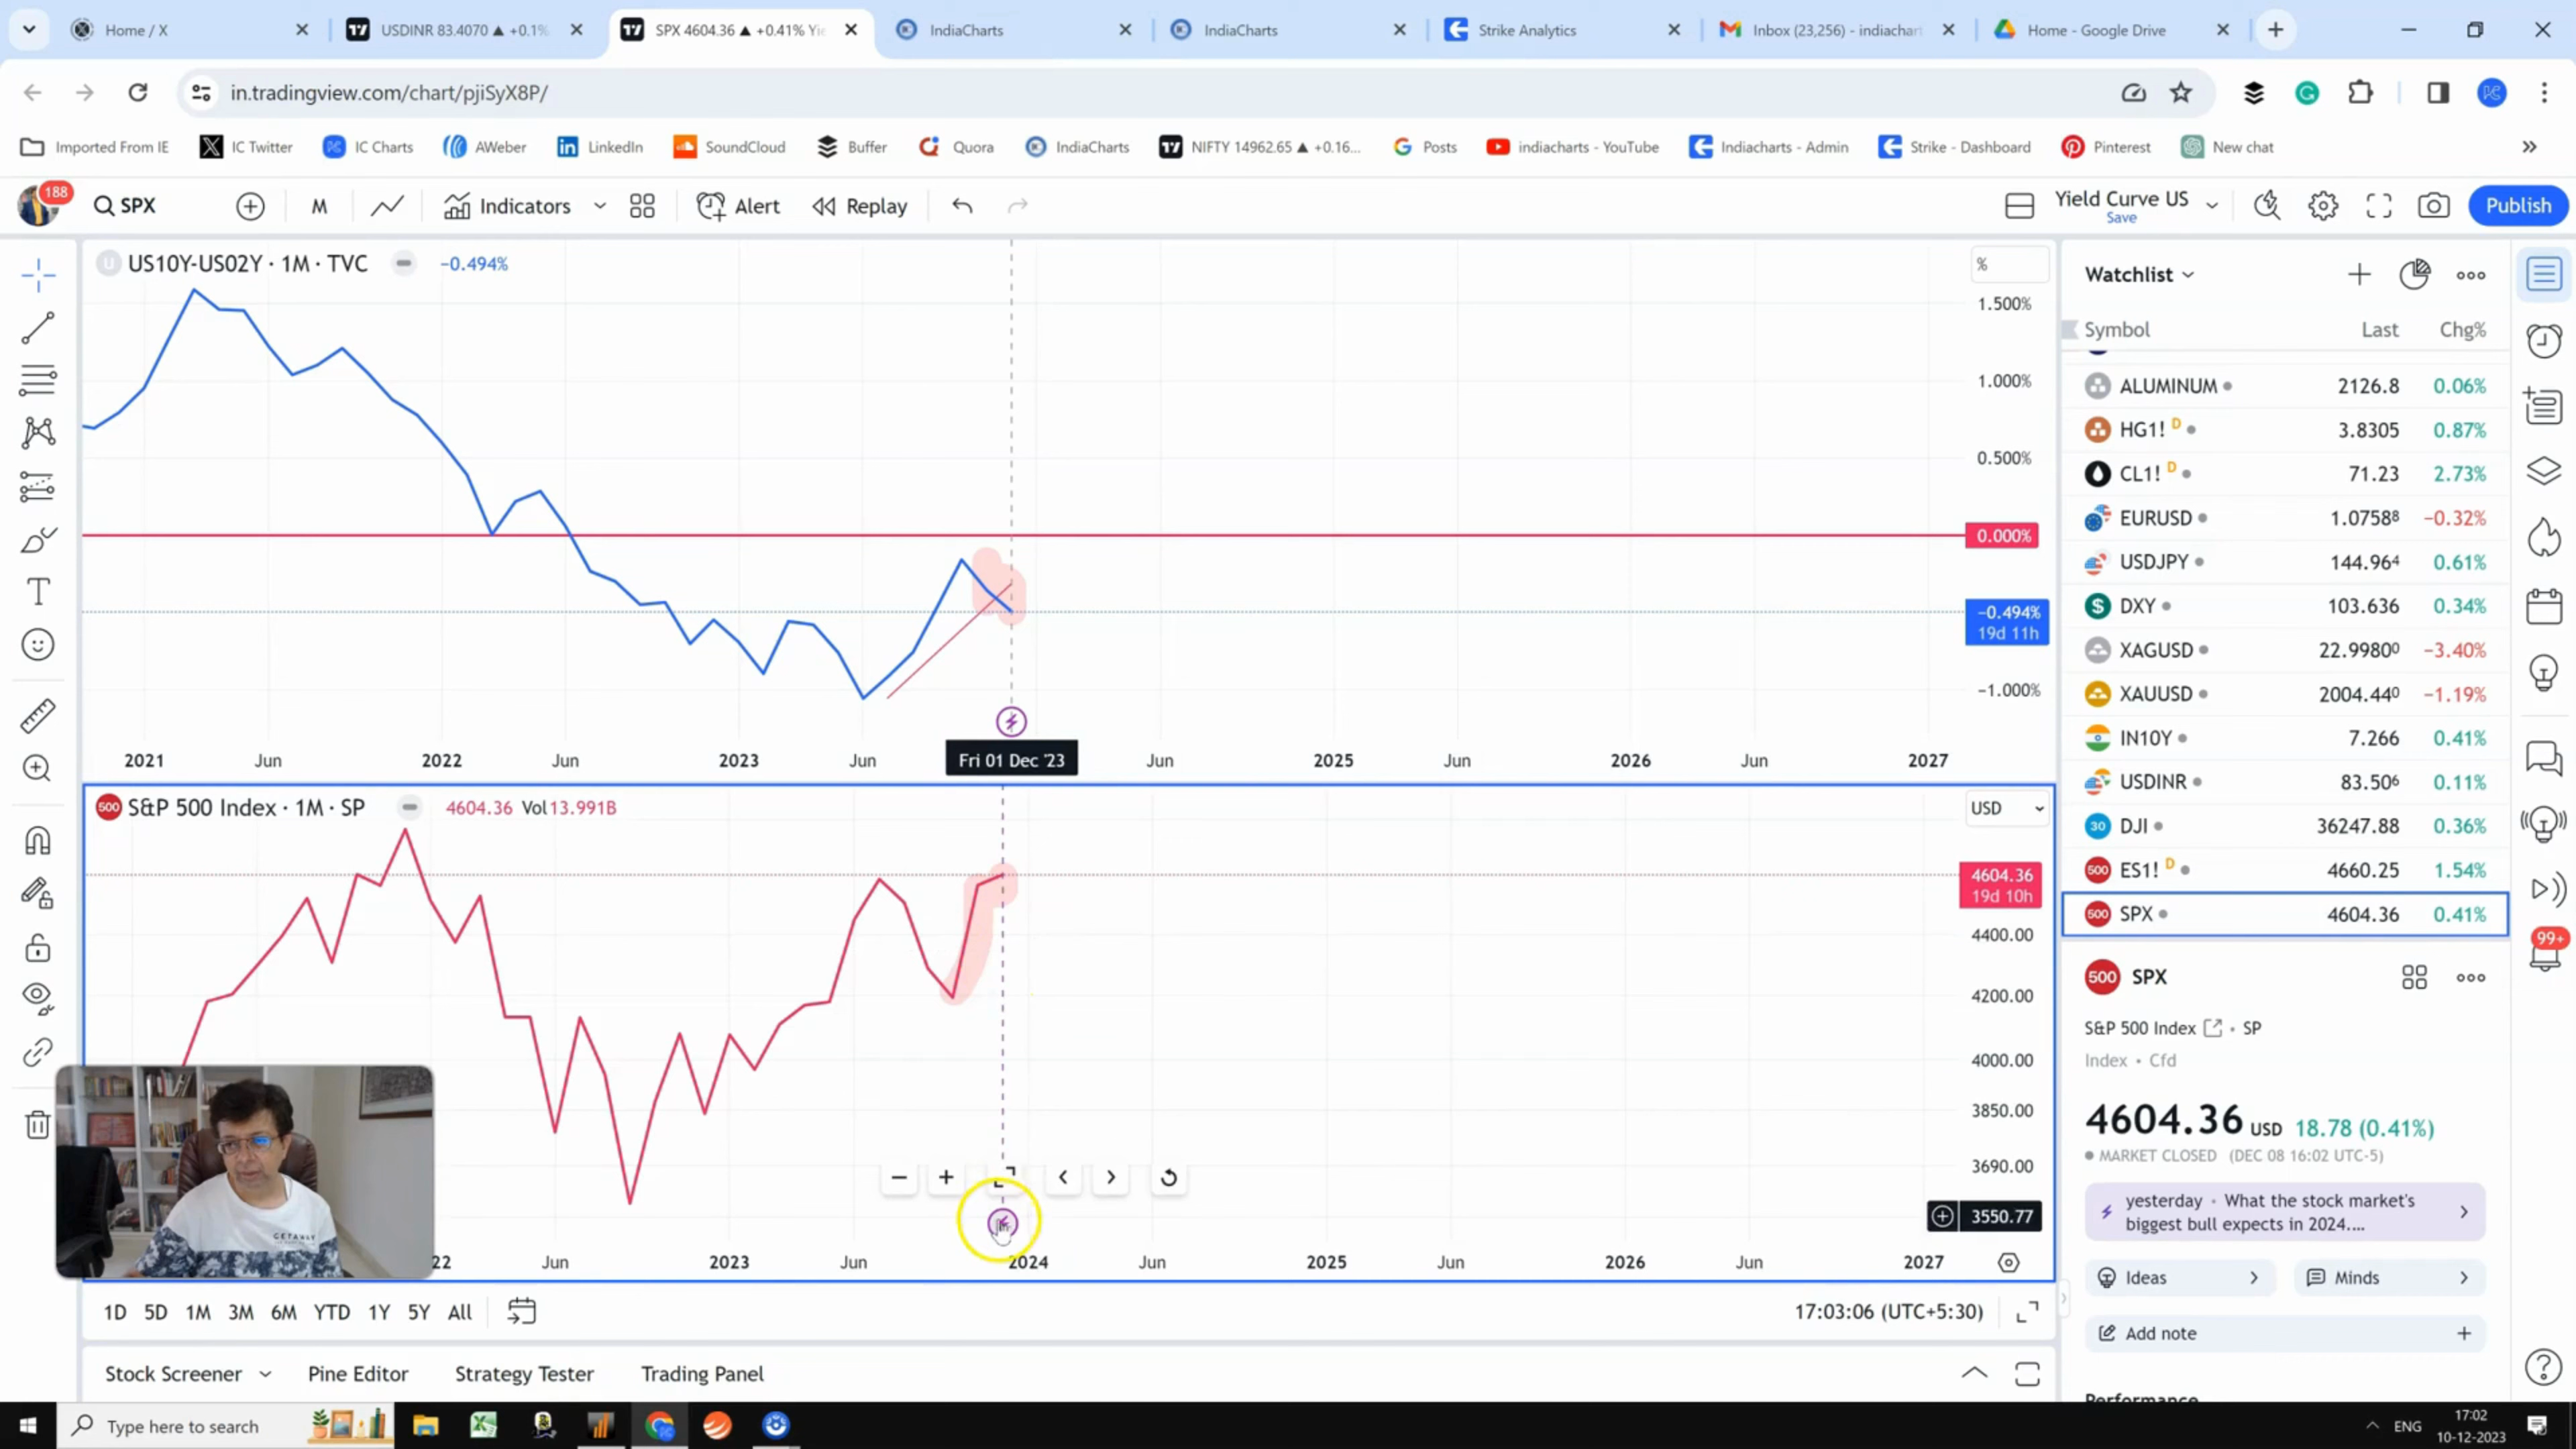 Home / X
USDINR 83.4070 ▲ +0.1%
SPX 4604.36 ▲ +0.41% Yie
IndiaCharts
IndiaCharts
Strike Analytics
Inbox (23,256) - indiachart
Home - Google Drive
in.tradingview.com/chart/pjiSyX8P/
Imported From IE
IC Twitter
IC Charts
AWeber
LinkedIn
SoundCloud
Buffer
Quora
IndiaCharts
NIFTY 14962.65 ▲ +0.16...
Posts
indiacharts - YouTube
Indiacharts - Admin
Strike - Dashboard
Pinterest
New chat
188
SPX
M
Indicators
Alert
Replay
Yield Curve US
Save
Publish
US10Y-US02Y · 1M · TVC
−0.494%
%
1.500%
1.000%
0.500%
0.000%
−0.494%
19d 11h
−1.000%
2021
Jun
2022
Jun
2023
Jun
Fri 01 Dec '23
Jun
2025
Jun
2026
Jun
2027
500
S&P 500 Index · 1M · SP
4604.36 Vol 13.991B
USD
4604.36
19d 10h
4400.00
4200.00
4000.00
3850.00
3690.00
3550.77
22
Jun
2023
Jun
2024
Jun
2025
Jun
2026
Jun
2027
GETAWAY
1D
5D
1M
3M
6M
YTD
1Y
5Y
All
17:03:06 (UTC+5:30)
Stock Screener
Pine Editor
Strategy Tester
Trading Panel
Watchlist
Symbol
Last
Chg%
ALUMINUM 2126.8 0.06%
HG1! D 3.8305 0.87%
CL1! D 71.23 2.73%
EURUSD 1.07588 −0.32%
USDJPY 144.964 0.61%
DXY 103.636 0.34%
XAGUSD 22.99800 −3.40%
XAUUSD 2004.440 −1.19%
IN10Y 7.266 0.41%
USDINR 83.506 0.11%
30 DJI 36247.88 0.36%
500 ES1! D 4660.25 1.54%
500 SPX 4604.36 0.41%
99+
500 SPX
S&P 500 Index · SP
Index · Cfd
4604.36 USD 18.78 (0.41%)
MARKET CLOSED (DEC 08 16:02 UTC-5)
yesterday · What the stock market's
biggest bull expects in 2024....
Ideas
Minds
Add note
Performance
Type here to search
ENG
17:02
10-12-2023